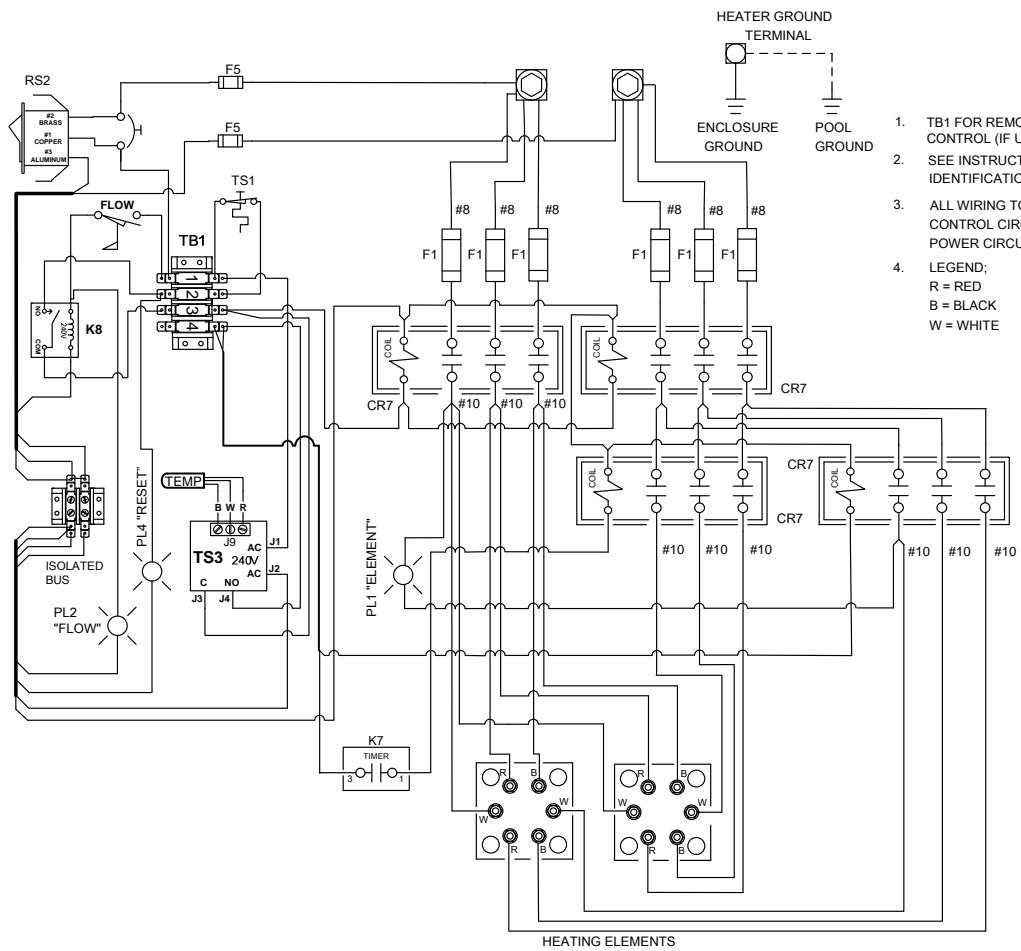 HEATER GROUND
TERMINAL
ENCLOSURE
GROUND
POOL
GROUND
1. TB1 FOR REMO
CONTROL (IF U
2. SEE INSTRUCT
IDENTIFICATIO
3. ALL WIRING TO
CONTROL CIRC
POWER CIRCU
4. LEGEND;
R = RED
B = BLACK
W = WHITE
RS2
#2
BRASS
#1
COPPER
#3
ALUMINUM
F5
F5
TS1
FLOW
TB1
1
2
3
4
NO
COM
240V
K8
#8
#8
#8
#8
#8
#8
F1
F1
F1
F1
F1
F1
COIL
CR7
#10
#10
#10
COIL
CR7
COIL
CR7
#10
#10
#10
CR7
COIL
#10
#10
#10
ISOLATED
BUS
PL4 "RESET"
PL2
"FLOW"
TEMP
B W R
J9
TS3
AC
240V
AC
C NO
J1
J2
J3
J4
PL1 "ELEMENT"
K7
TIMER
3
1
R
B
W
W
R
B
R
B
W
W
R
B
HEATING ELEMENTS